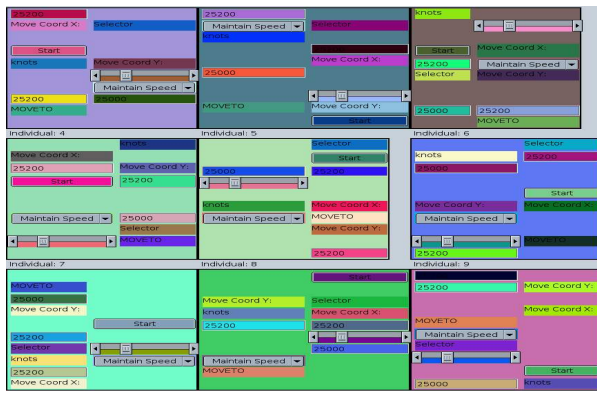 25200
Move Coord X:
Selector
Start
knots
Move Coord Y:
Maintain Speed
25200
25000
MOVETO
25200
Maintain Speed
knots
Move Coord X:
25000
MOVETO
Move Coord Y:
Start
knots
Start
Move Coord X:
25200
Maintain Speed
Selector
Move Coord Y:
25000
25200
MOVETO
Individual: 4
Individual: 5
Individual: 6
knots
Move Coord X:
25200
Move Coord Y:
Start
25200
Maintain Speed
25000
Selector
MOVETO
Selector
Start
25000
25200
knots
Move Coord X:
Maintain Speed
MOVETO
Move Coord Y:
25200
Selector
knots
25200
25000
Start
Move Coord Y:
Move Coord X:
Maintain Speed
MOVETO
25200
Individual: 7
Individual: 8
Individual: 9
MOVETO
25000
Move Coord Y:
Start
25200
Selector
knots
Maintain Speed
25200
Move Coord X:
Start
Move Coord Y:
Selector
knots
Move Coord X:
25200
25200
25000
Maintain Speed
MOVETO
25200
Move Coord Y:
Move Coord X:
MOVETO
Maintain Speed
Selector
Start
25000
knots